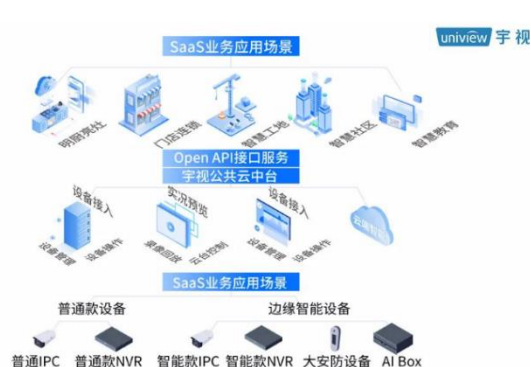 uniview 宇视
SaaS业务应用场景
明厨亮灶
门店连锁
智慧工地
智慧社区
智慧教育
Open API接口服务
宇视公共云中台
设备接入
实况预览
设备接入
设备管理
设备操作
录像回放
云台控制
设备管理
设备操作
SaaS业务应用场景
普通款设备
边缘智能设备
普通IPC
普通款NVR
智能款IPC
智能款NVR
大安防设备
AI Box